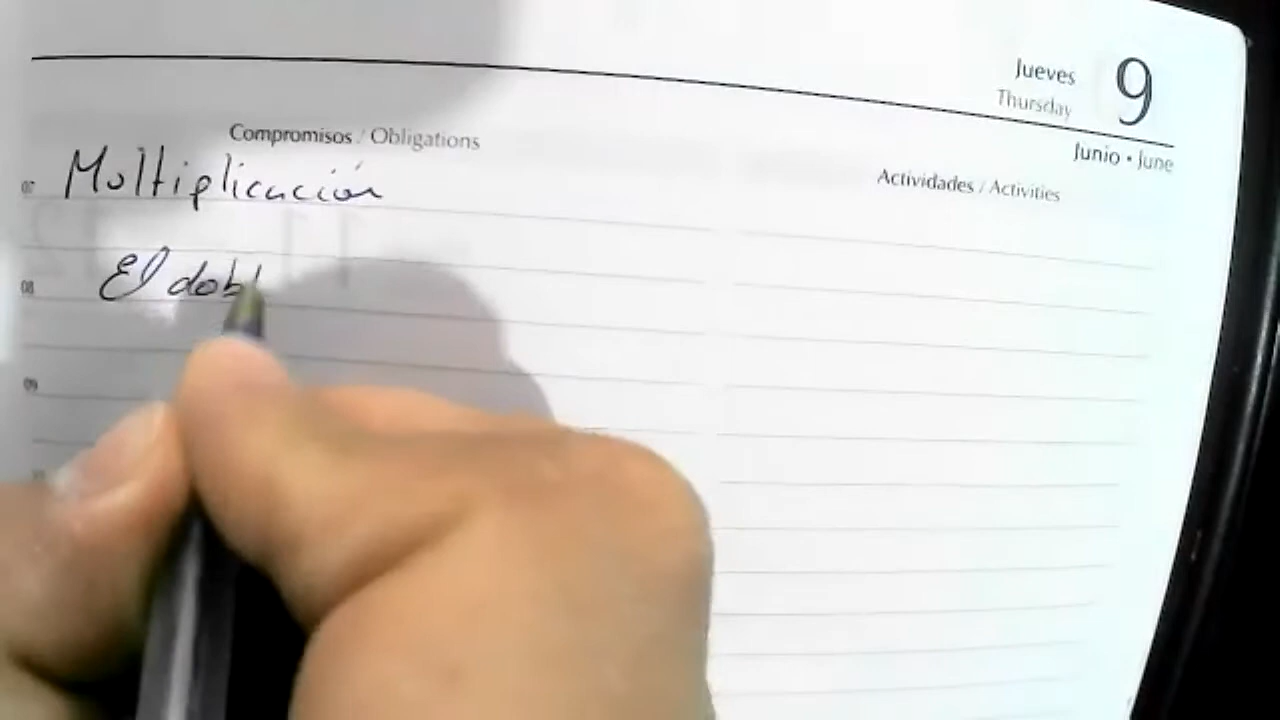 Jueves 9
Thursday
Junio • June
Compromisos / Obligations
Actividades / Activities
07 Multiplicación
08 El dobl
09